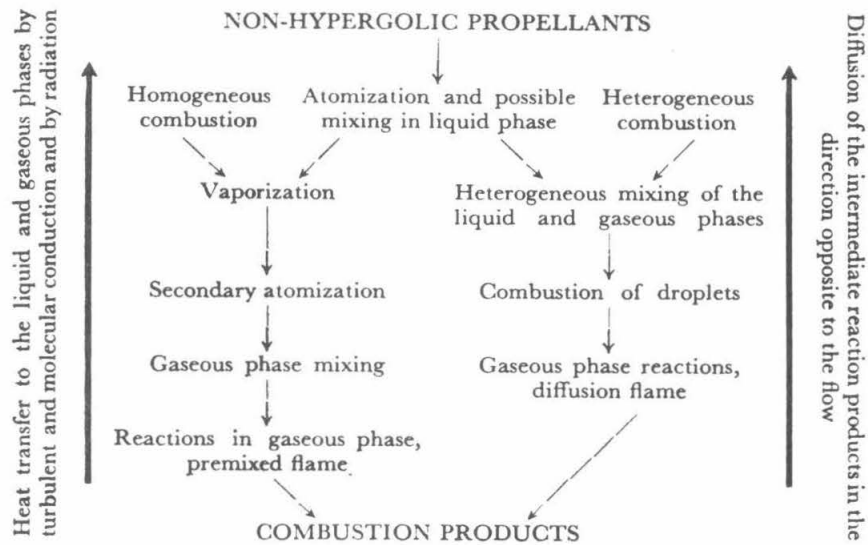 NON-HYPERGOLIC PROPELLANTS
Homogeneous
combustion
Atomization and possible
mixing in liquid phase
Heterogeneous
combustion
Vaporization
Heterogeneous mixing of the
liquid and gaseous phases
Secondary atomization
Combustion of droplets
Gaseous phase mixing
Gaseous phase reactions,
diffusion flame
Reactions in gaseous phase,
premixed flame
COMBUSTION PRODUCTS
Heat transfer to the liquid and gaseous phases by
turbulent and molecular conduction and by radiation
Diffusion of the intermediate reaction products in the
direction opposite to the flow